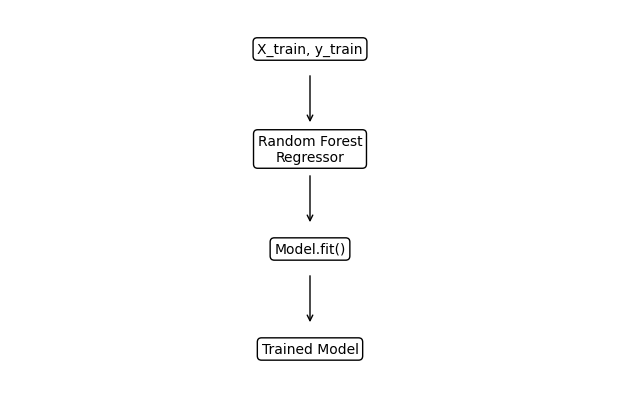 X_train, y_train
Random Forest
Regressor
Model.fit()
Trained Model